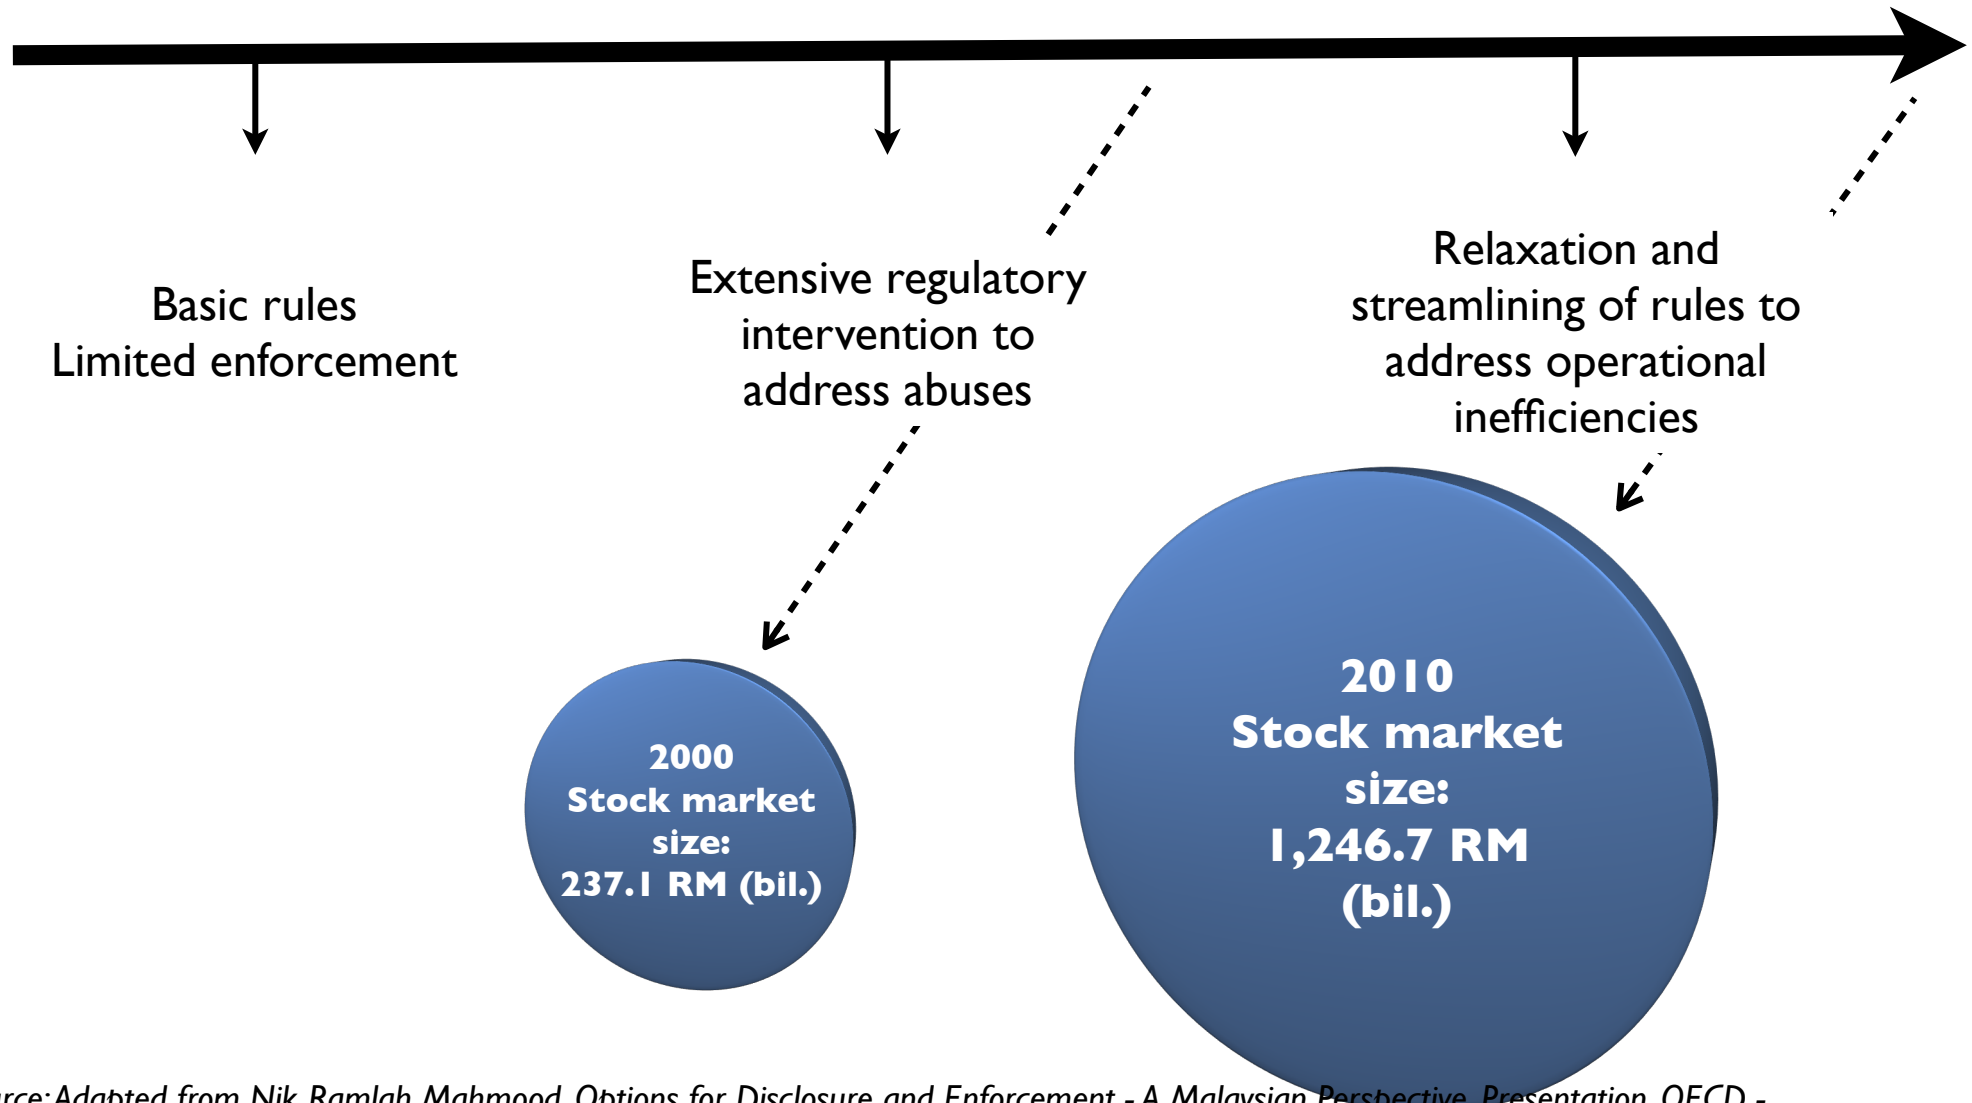 Basic rules
Limited enforcement
Extensive regulatory
intervention to
address abuses
Relaxation and
streamlining of rules to
address operational
inefficiencies
2000
Stock market
size:
237.1 RM (bil.)
2010
Stock market
size:
1,246.7 RM
(bil.)
Adapted from Nik Ramlah Mahmood, Options for Disclosure and Enforcement - A Malaysian Perspective, Presentation, OECD -